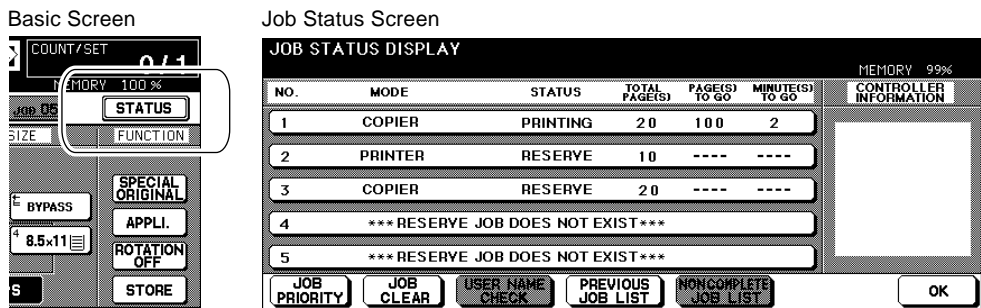 Basic Screen
COUNT/SET
0/1
MEMORY 100 %
JOB 05
STATUS
SIZE
FUNCTION
SPECIAL
ORIGINAL
BYPASS
APPLI.
4
8.5×11
ROTATION
OFF
STORE
Job Status Screen
JOB STATUS DISPLAY
MEMORY 99%
NO. MODE STATUS TOTAL PAGE(S) PAGE(S) TO GO MINUTE(S) TO GO
CONTROLLER
INFORMATION
1 COPIER PRINTING 20 100 2
2 PRINTER RESERVE 10 ---- ----
3 COPIER RESERVE 20 ---- ----
4 ***RESERVE JOB DOES NOT EXIST***
5 ***RESERVE JOB DOES NOT EXIST***
JOB PRIORITY
JOB CLEAR
USER NAME CHECK
PREVIOUS JOB LIST
NONCOMPLETE JOB LIST
OK